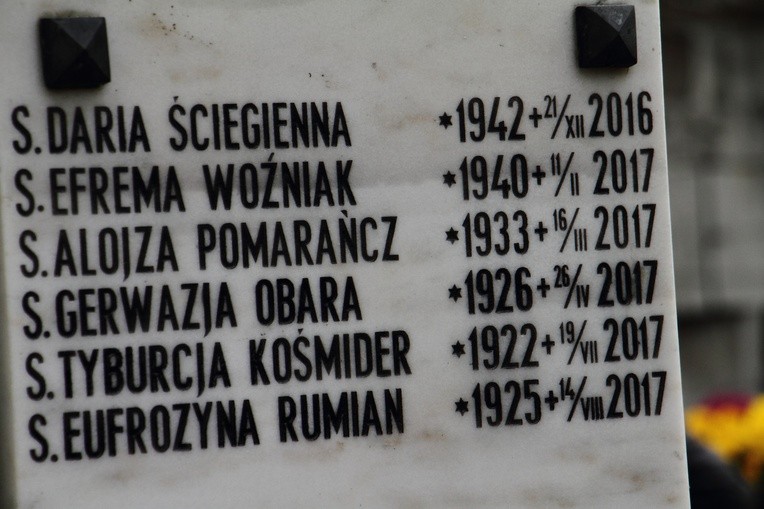 S. DARIA ŚCIEGIENNA *1942 + 21/XII 2016
S. EFREMA WOŹNIAK *1940 + 11/II 2017
S. ALOJZA POMARAŃCZ *1933 + 16/III 2017
S. GERWAZJA OBARA *1926 + 26/IV 2017
S. TYBURCJA KOŚMIDER *1922 + 19/VII 2017
S. EUFROZYNA RUMIAN *1925 + 14/VIII 2017